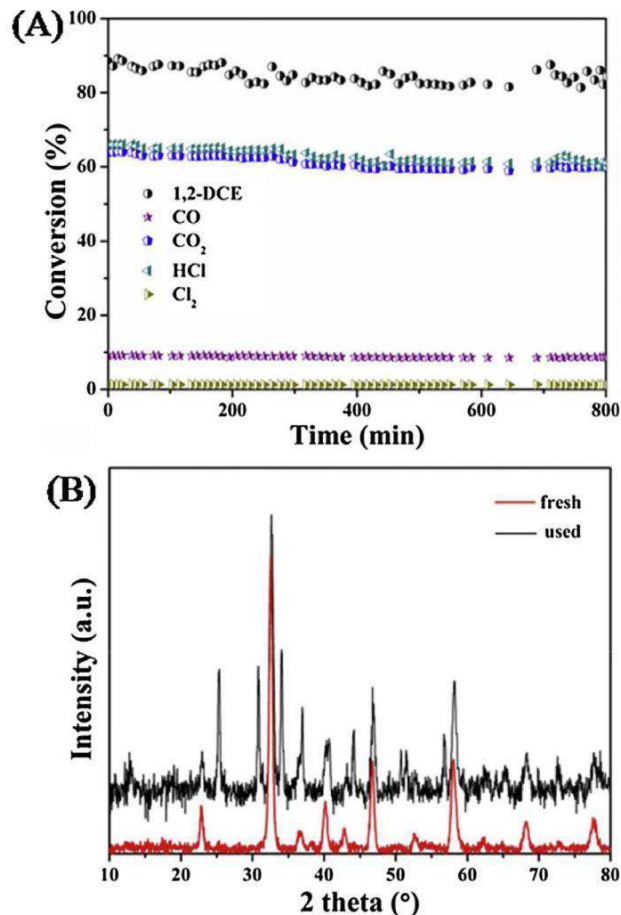 (A)
100
80
60
40
20
0
Conversion (%)
1,2-DCE
CO
CO₂
HCl
Cl₂
0 200 400 600 800
Time (min)
(B)
fresh
used
Intensity (a.u.)
10 20 30 40 50 60 70 80
2 theta (°)